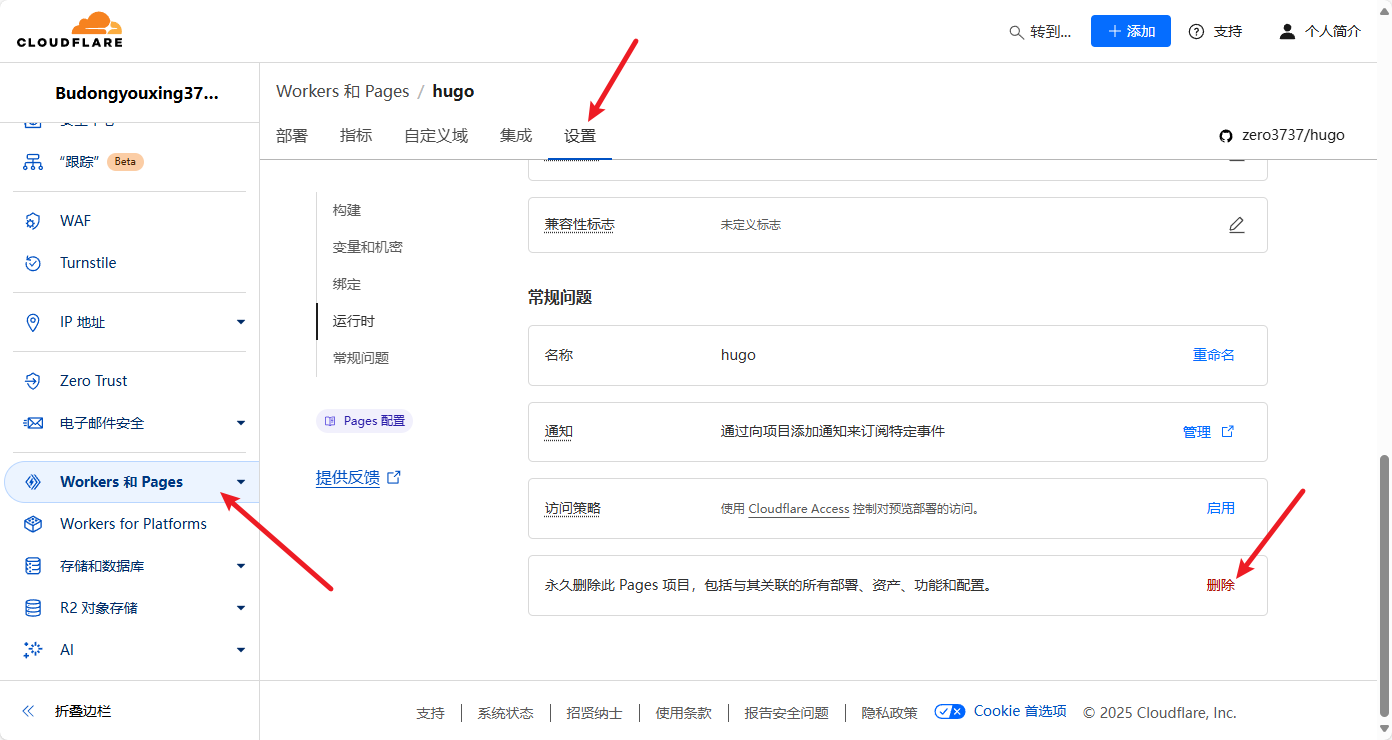 CLOUDFLARE
转到...
添加
支持
个人简介
Budongyouxing37...
“跟踪” Beta
WAF
Turnstile
IP 地址
Zero Trust
电子邮件安全
Workers 和 Pages
Workers for Platforms
存储和数据库
R2 对象存储
AI
折叠边栏
Workers 和 Pages / hugo
部署 指标 自定义域 集成 设置
zero3737/hugo
构建
变量和机密
绑定
运行时
常规问题
Pages 配置
提供反馈
兼容性标志 未定义标志
常规问题
名称 hugo 重命名
通知 通过向项目添加通知来订阅特定事件 管理
访问策略 使用 Cloudflare Access 控制对预览部署的访问。 启用
永久删除此 Pages 项目，包括与其关联的所有部署、资产、功能和配置。 删除
支持 系统状态 招贤纳士 使用条款 报告安全问题 隐私政策 Cookie 首选项 © 2025 Cloudflare, Inc.